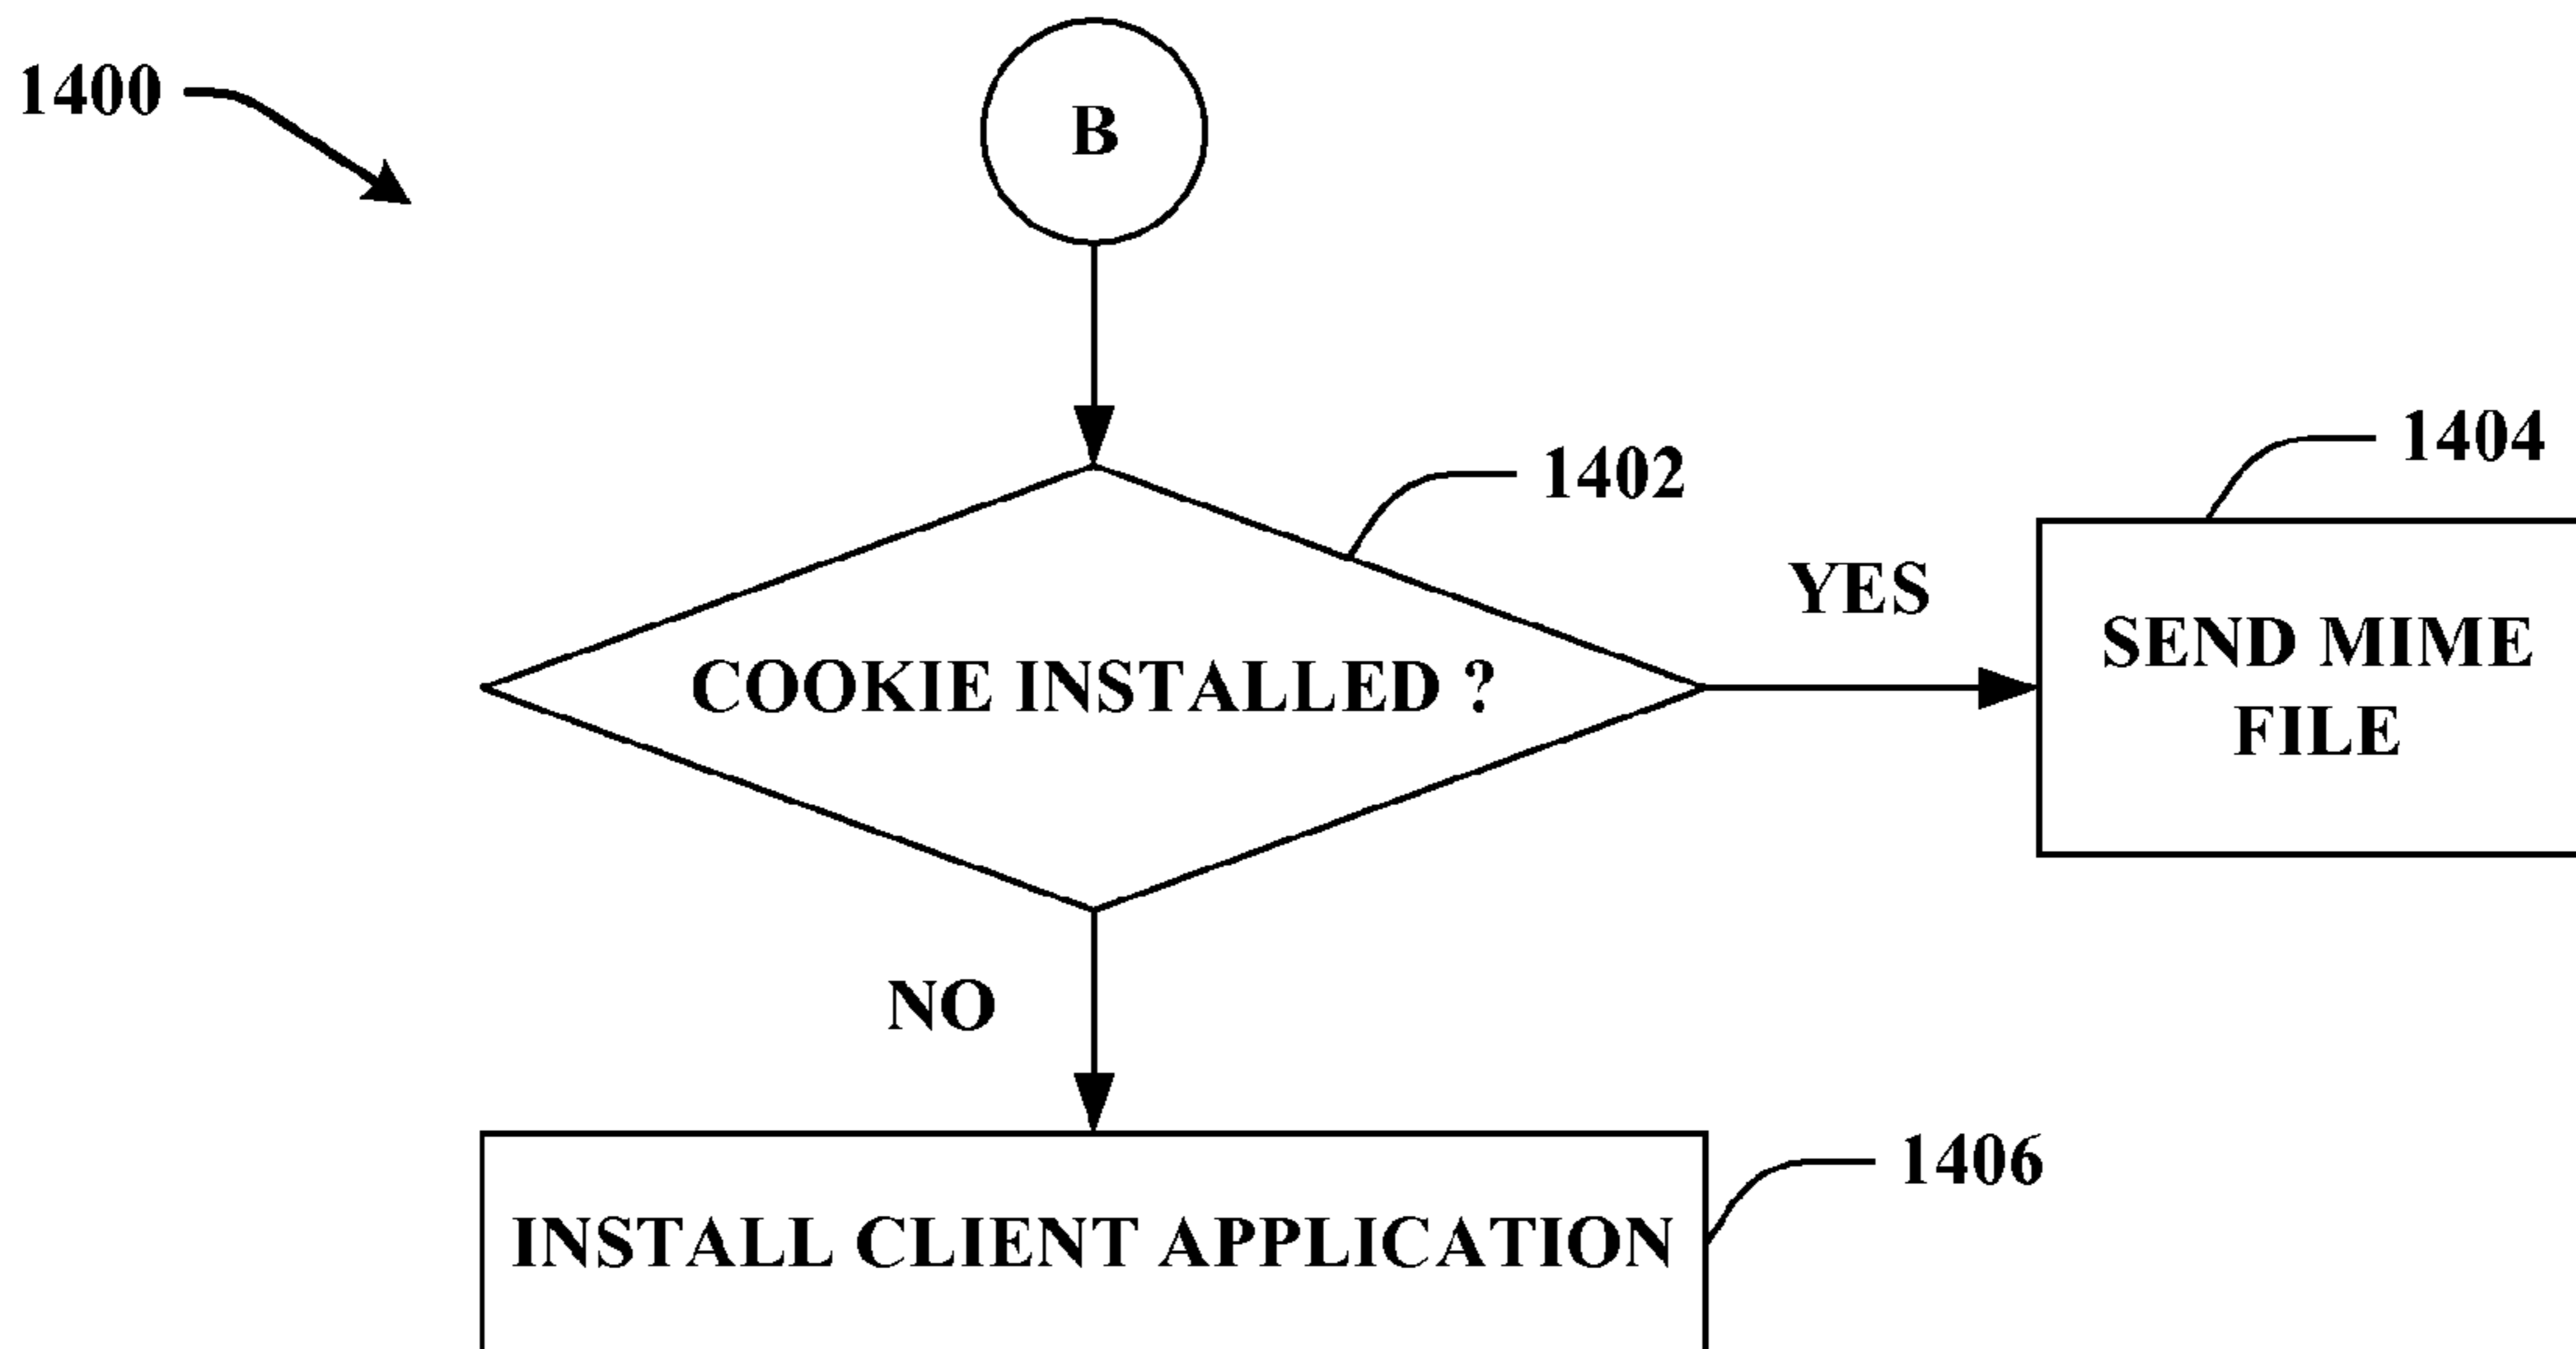 1400
B
1402
1404
YES
COOKIE INSTALLED ?
SEND MIME
FILE
NO
1406
INSTALL CLIENT APPLICATION